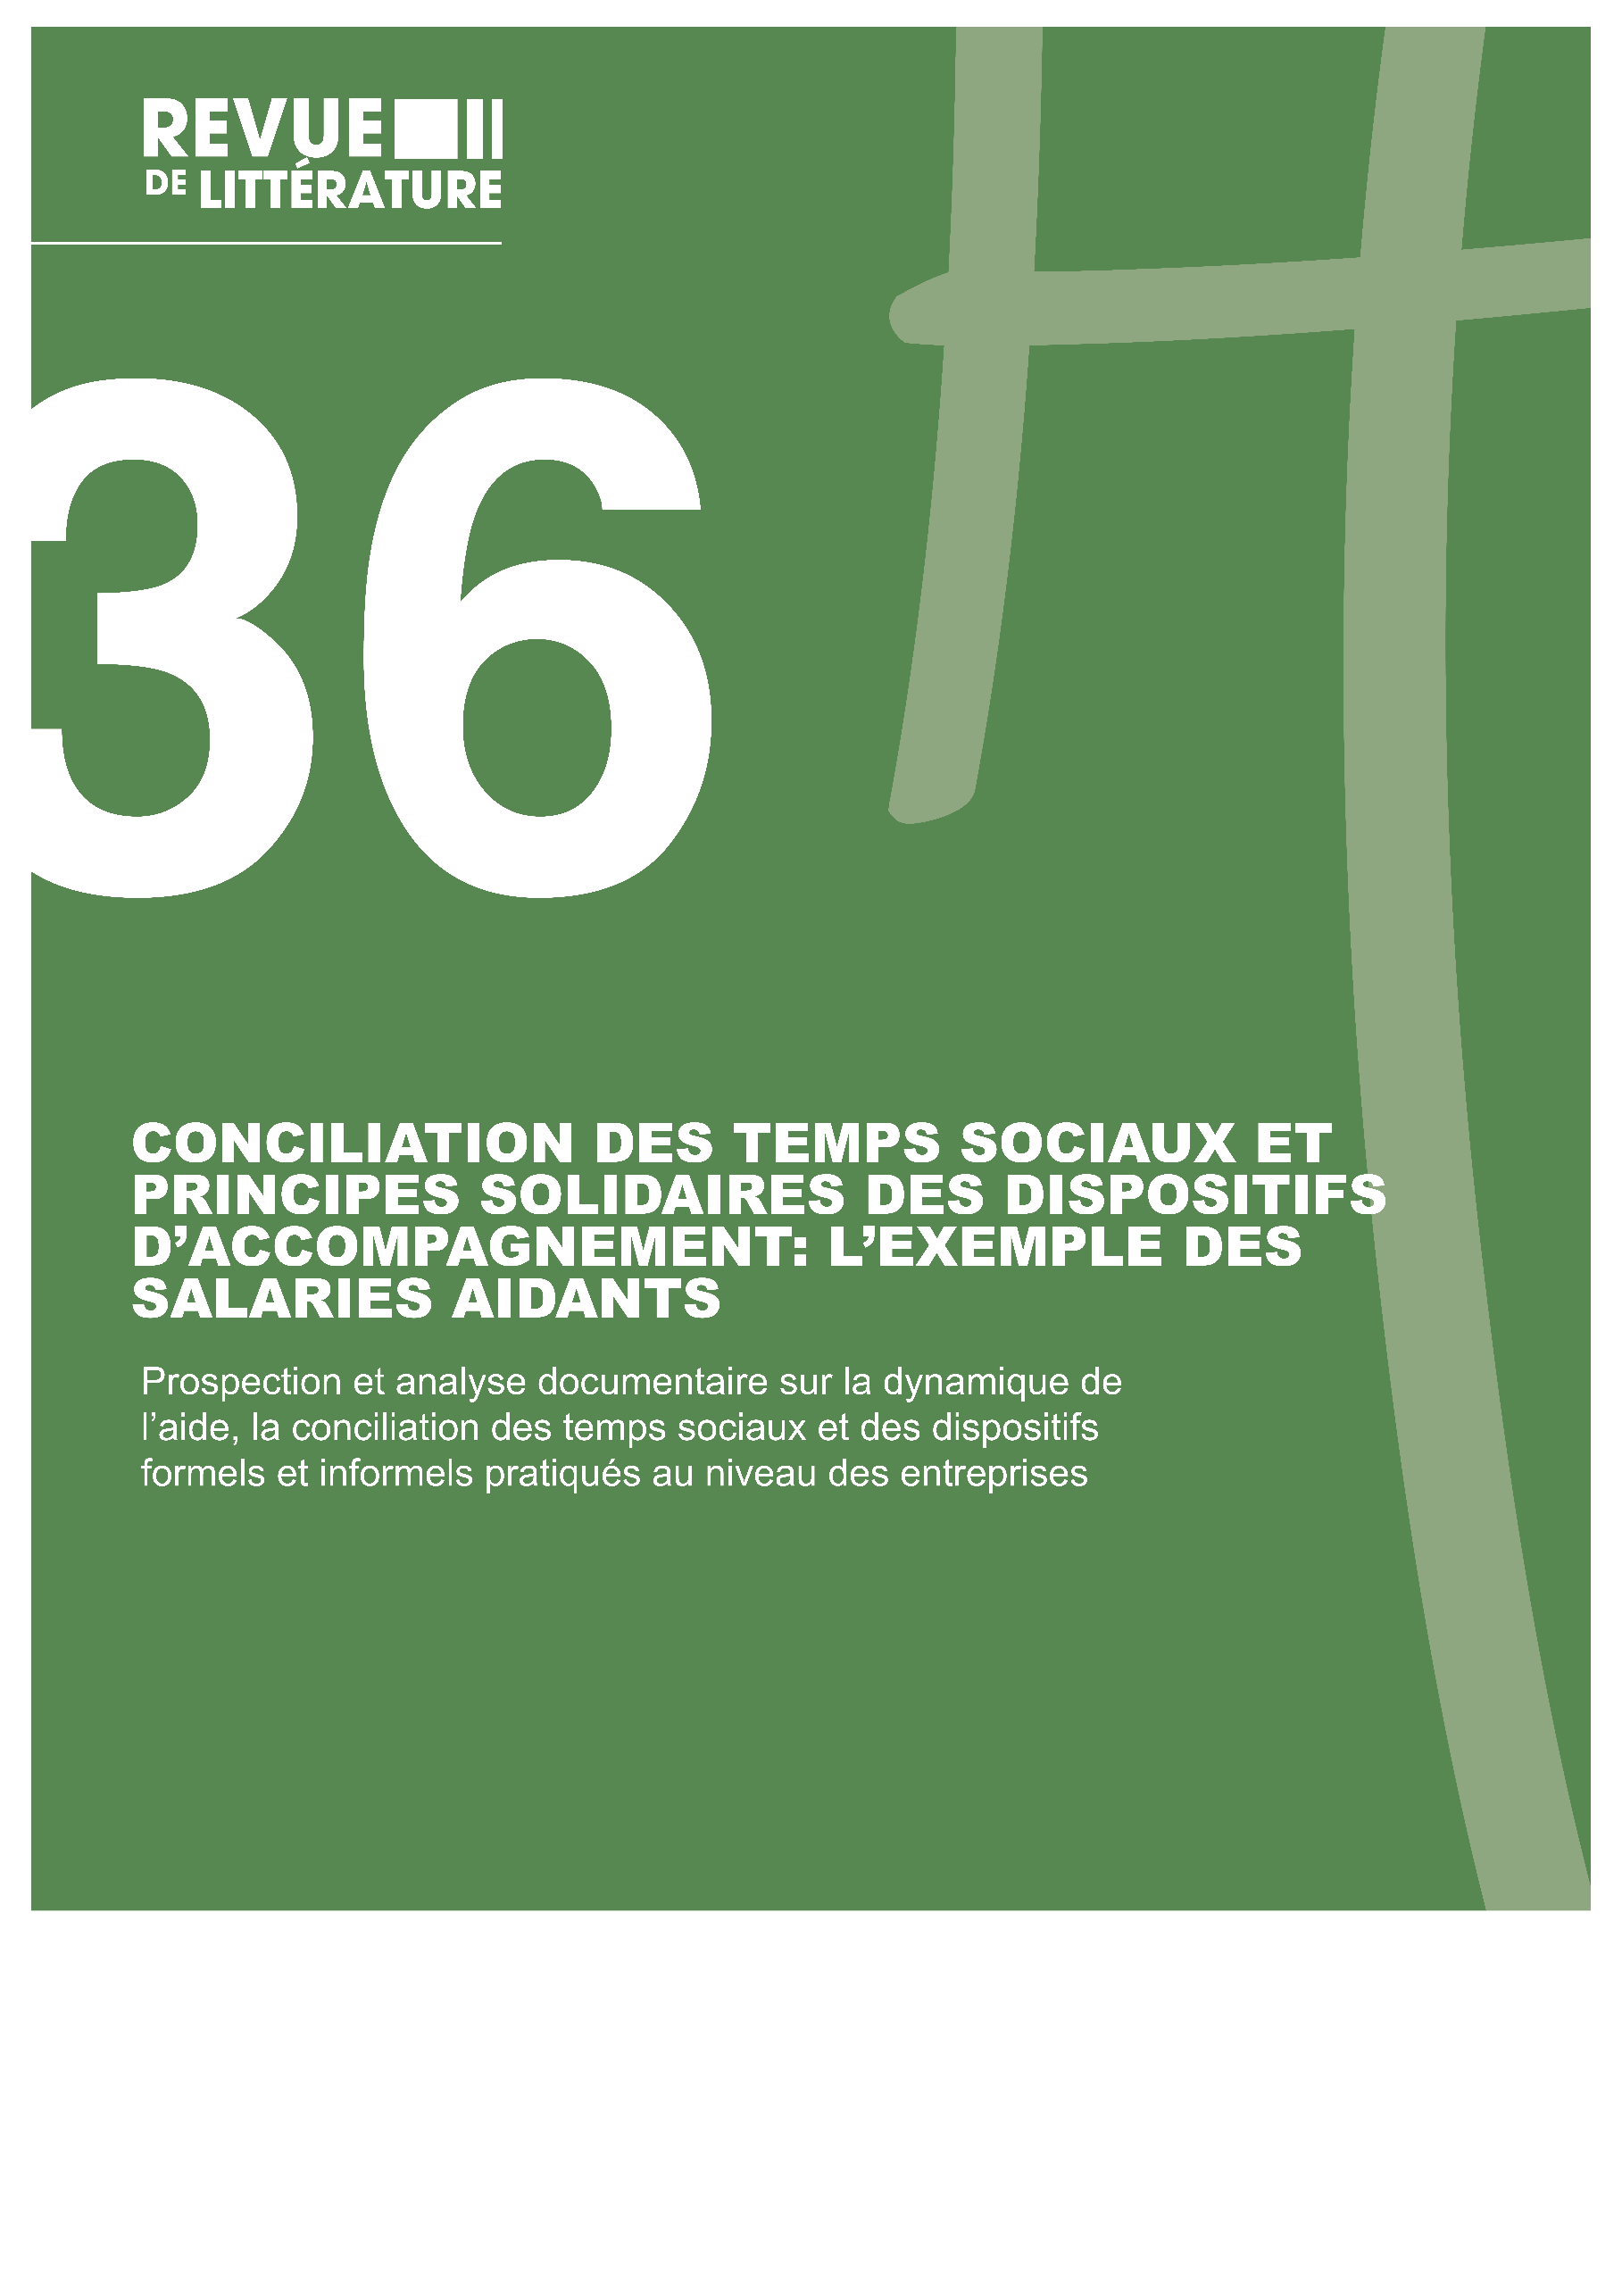 REVUE
DE LITTÉRATURE
36
CONCILIATION DES TEMPS SOCIAUX ET
PRINCIPES SOLIDAIRES DES DISPOSITIFS
D’ACCOMPAGNEMENT: L’EXEMPLE DES
SALARIES AIDANTS
Prospection et analyse documentaire sur la dynamique de
l’aide, la conciliation des temps sociaux et des dispositifs
formels et informels pratiqués au niveau des entreprises